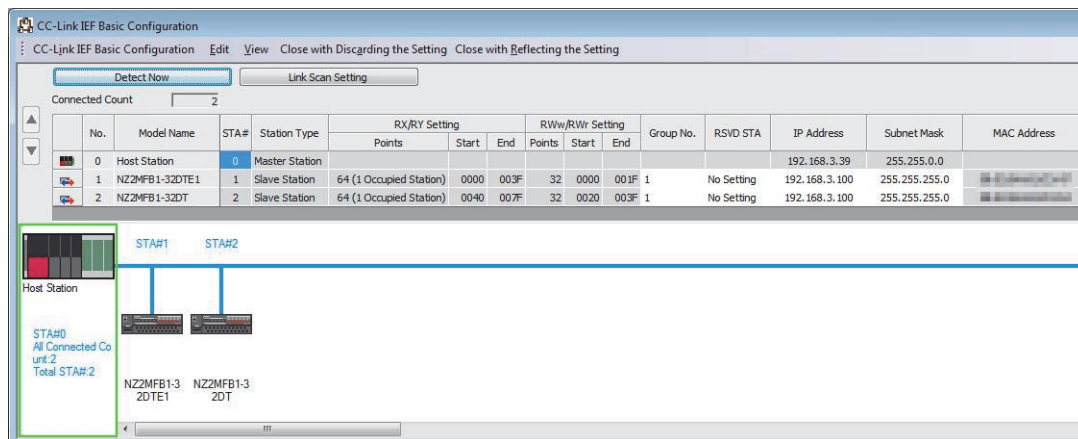 CC-Link IEF Basic Configuration
CC-Link IEF Basic Configuration Edit View Close with Discarding the Setting Close with Reflecting the Setting
Detect Now Link Scan Setting
Connected Count 2
No. Model Name STA# Station Type RX/RY Setting RWw/RWr Setting Group No. RSVD STA IP Address Subnet Mask MAC Address
Points Start End Points Start End
0 Host Station 0 Master Station 192.168.3.39 255.255.0.0
1 NZ2MFB1-32DTE1 1 Slave Station 64 (1 Occupied Station) 0000 003F 32 0000 001F 1 No Setting 192.168.3.100 255.255.255.0
2 NZ2MFB1-32DT 2 Slave Station 64 (1 Occupied Station) 0040 007F 32 0020 003F 1 No Setting 192.168.3.100 255.255.255.0
STA#1 STA#2
Host Station
STA#0
All Connected Co
unt:2
Total STA#:2
NZ2MFB1-3 NZ2MFB1-3
2DTE1 2DT